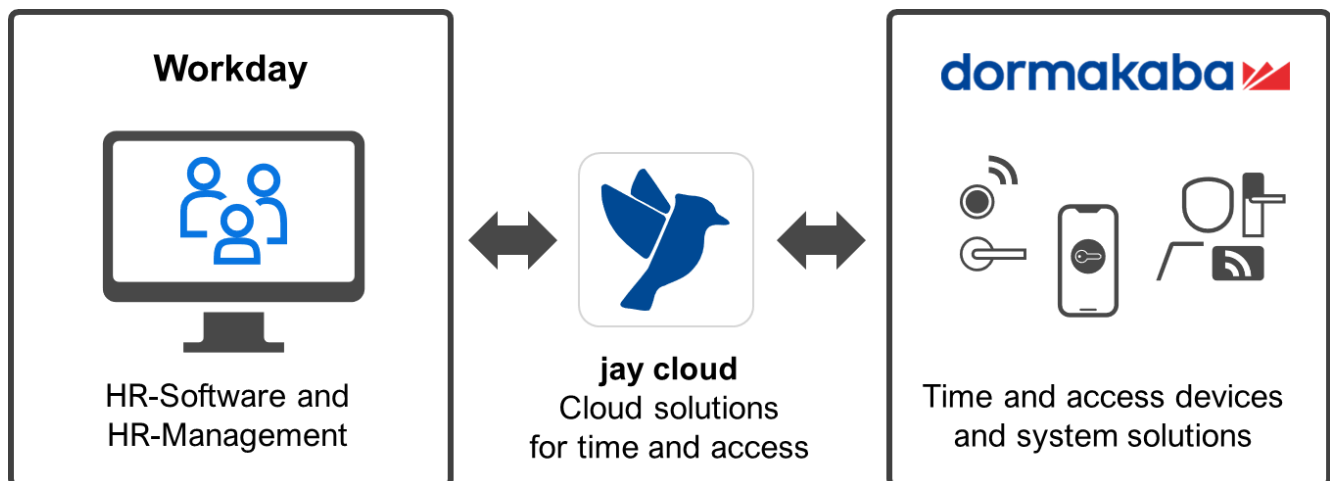 Workday
HR-Software and
HR-Management
jay cloud
Cloud solutions
for time and access
dormakaba
Time and access devices
and system solutions